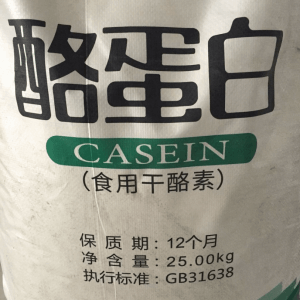 酪蛋白
CASEIN
(食用干酪素)
保 质 期：12个月
净 含 量：25.00kg
执行标准：GB31638